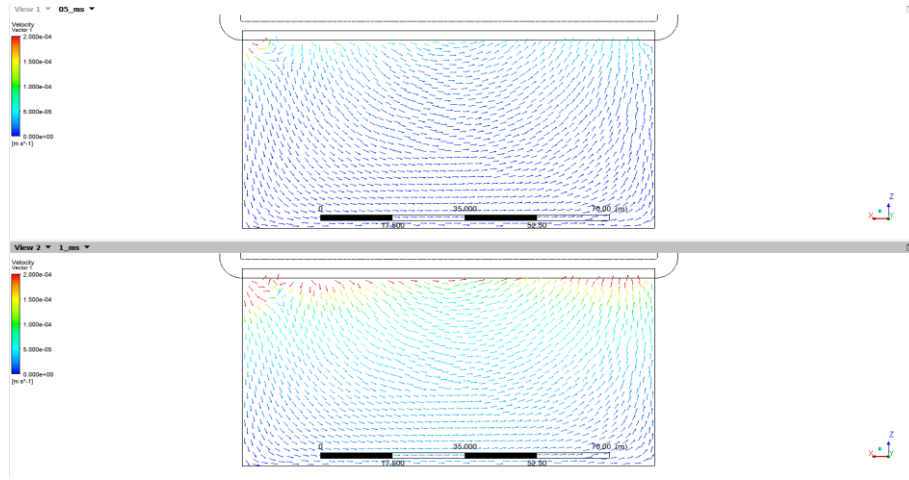 View 1 05_ms
Velocity
Vector 1
2.000e-04
1.500e-04
1.000e-04
5.000e-05
0.000e+00
[m s^-1]
0 35.000 70.00 (m)
17.500 52.50
Z
X Y
View 2 1_ms
Velocity
Vector 1
2.000e-04
1.500e-04
1.000e-04
5.000e-05
0.000e+00
[m s^-1]
0 35.000 70.00 (m)
17.500 52.50
Z
X Y